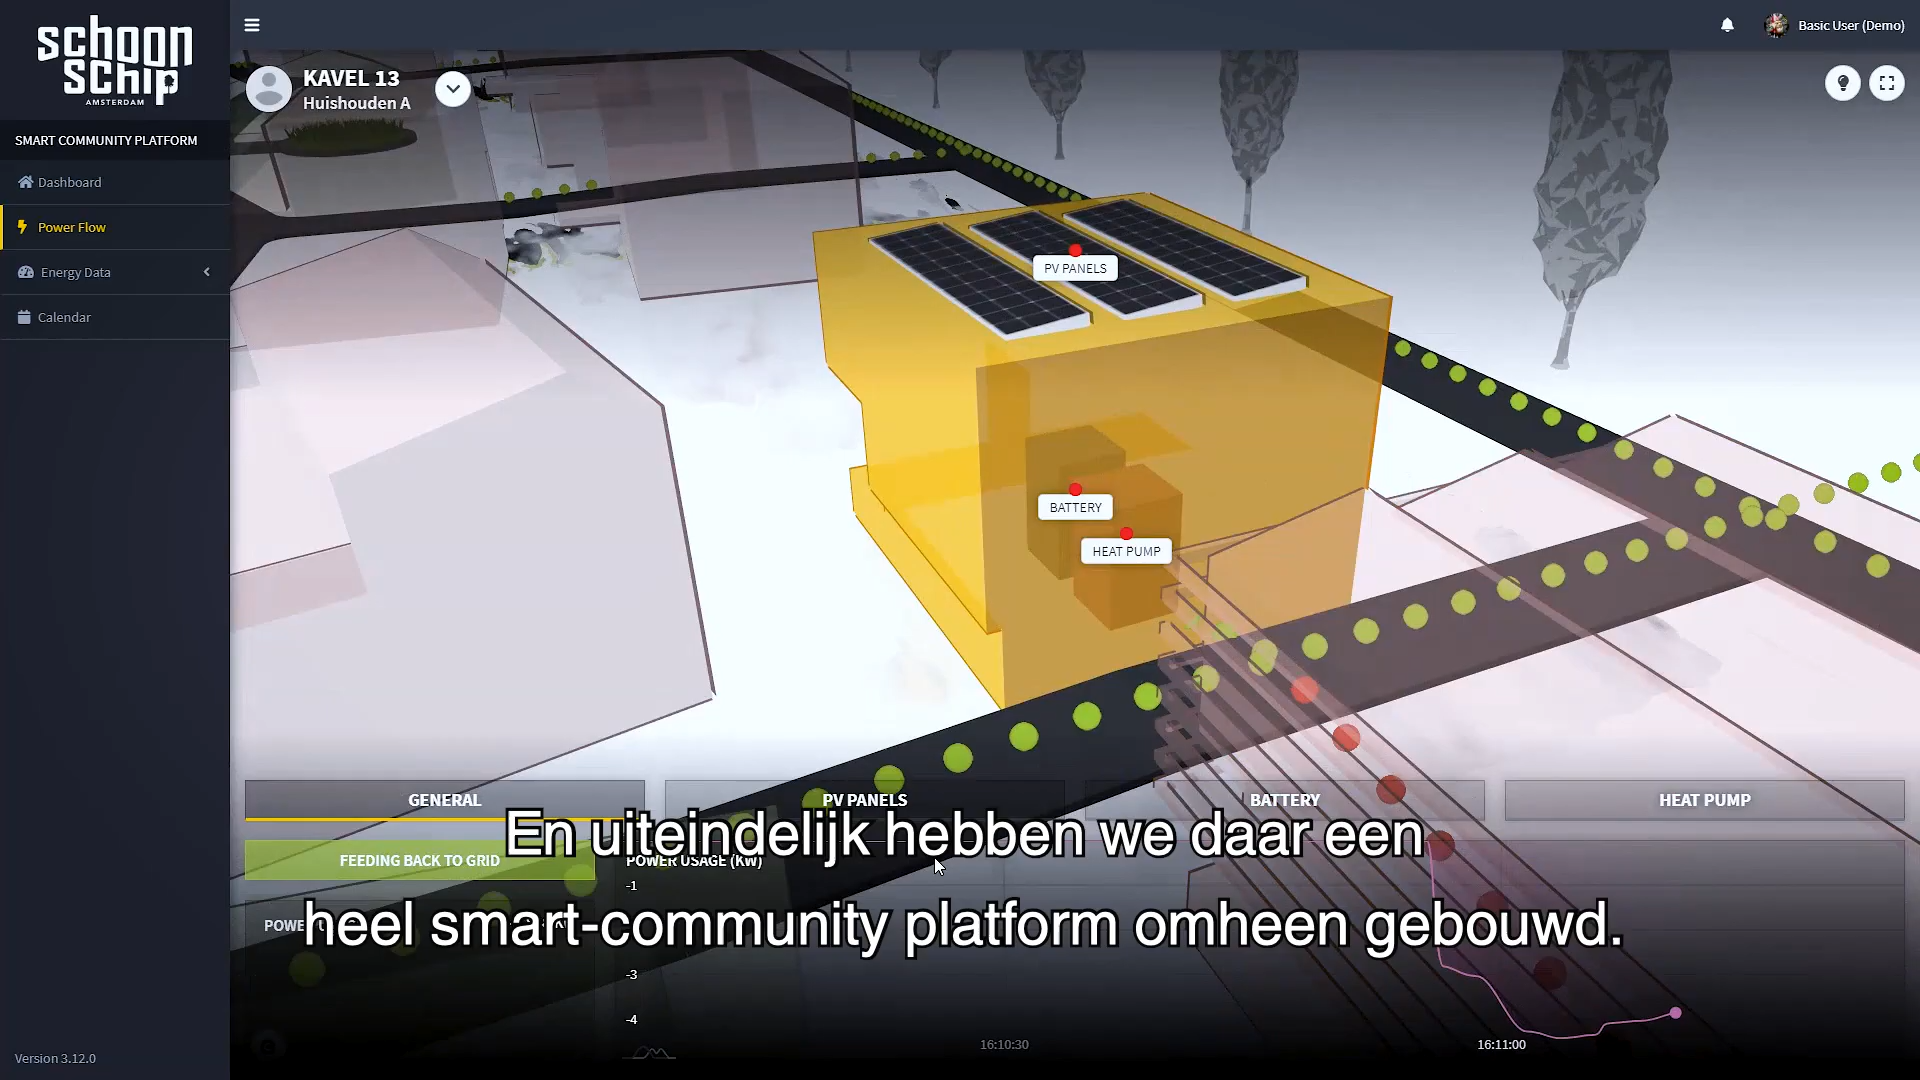 schoon
schip
AMSTERDAM
SMART COMMUNITY PLATFORM
Dashboard
Power Flow
Energy Data
Calendar
Version 3.12.0
Basic User (Demo)
KAVEL 13
Huishouden A
PV PANELS
BATTERY
HEAT PUMP
GENERAL
PV PANELS
BATTERY
HEAT PUMP
FEEDING BACK TO GRID
POWER USAGE (KW)
-1
-3
-4
16:10:30
16:11:00
En uiteindelijk hebben we daar een
heel smart-community platform omheen gebouwd.